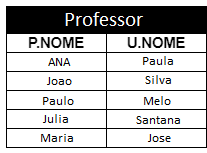 Professor
P.NOME U.NOME
ANA Paula
Joao Silva
Paulo Melo
Julia Santana
Maria Jose